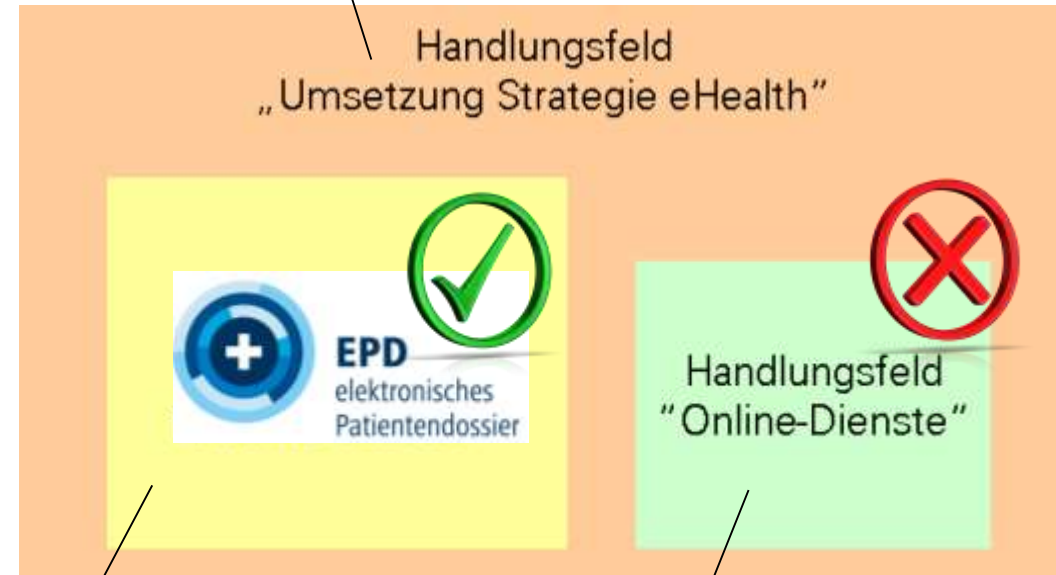 Handlungsfeld
„Umsetzung Strategie eHealth”
EPD
elektronisches
Patientendossier
Handlungsfeld
“Online-Dienste”